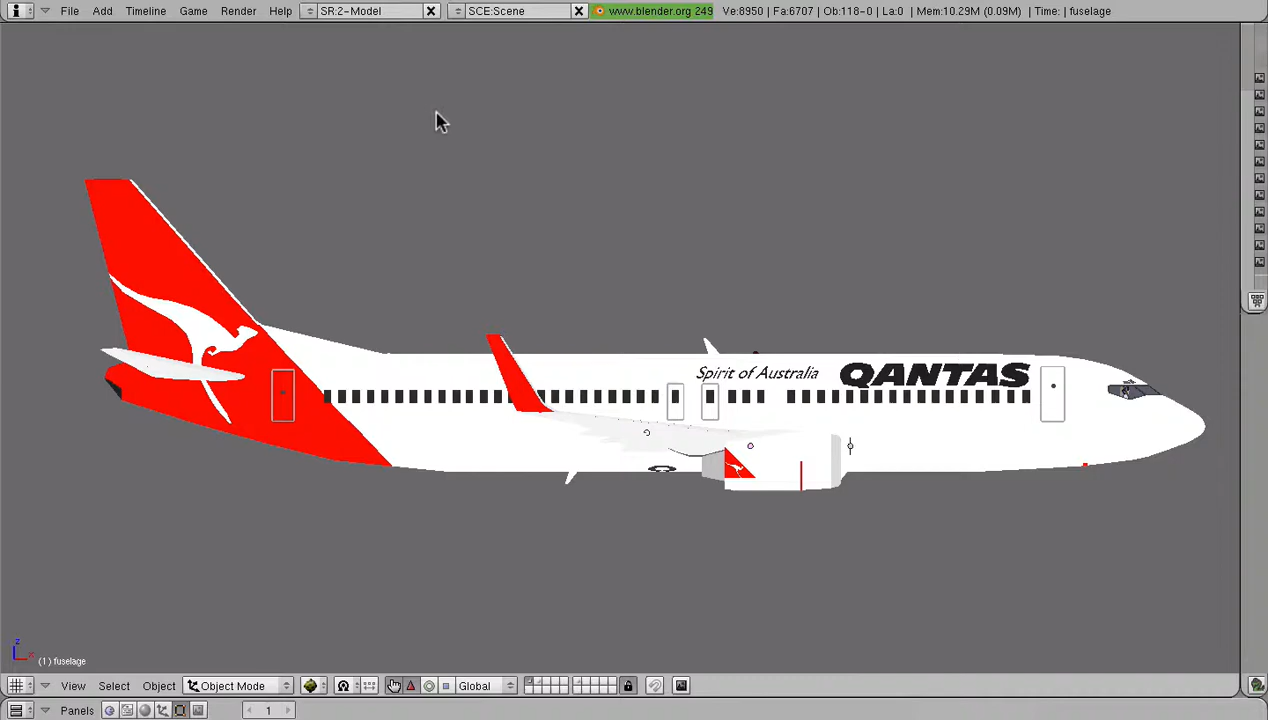 File Add Timeline Game Render Help SR:2-Model SCE:Scene www.blender.org 249 Ve:8950 | Fa:6707 | Ob:118-0 | La:0 | Mem:10.29M (0.09M) | Time: | fuselage
Spirit of Australia QANTAS
z
x
(1) fuselage
View Select Object Object Mode Global
Panels 1